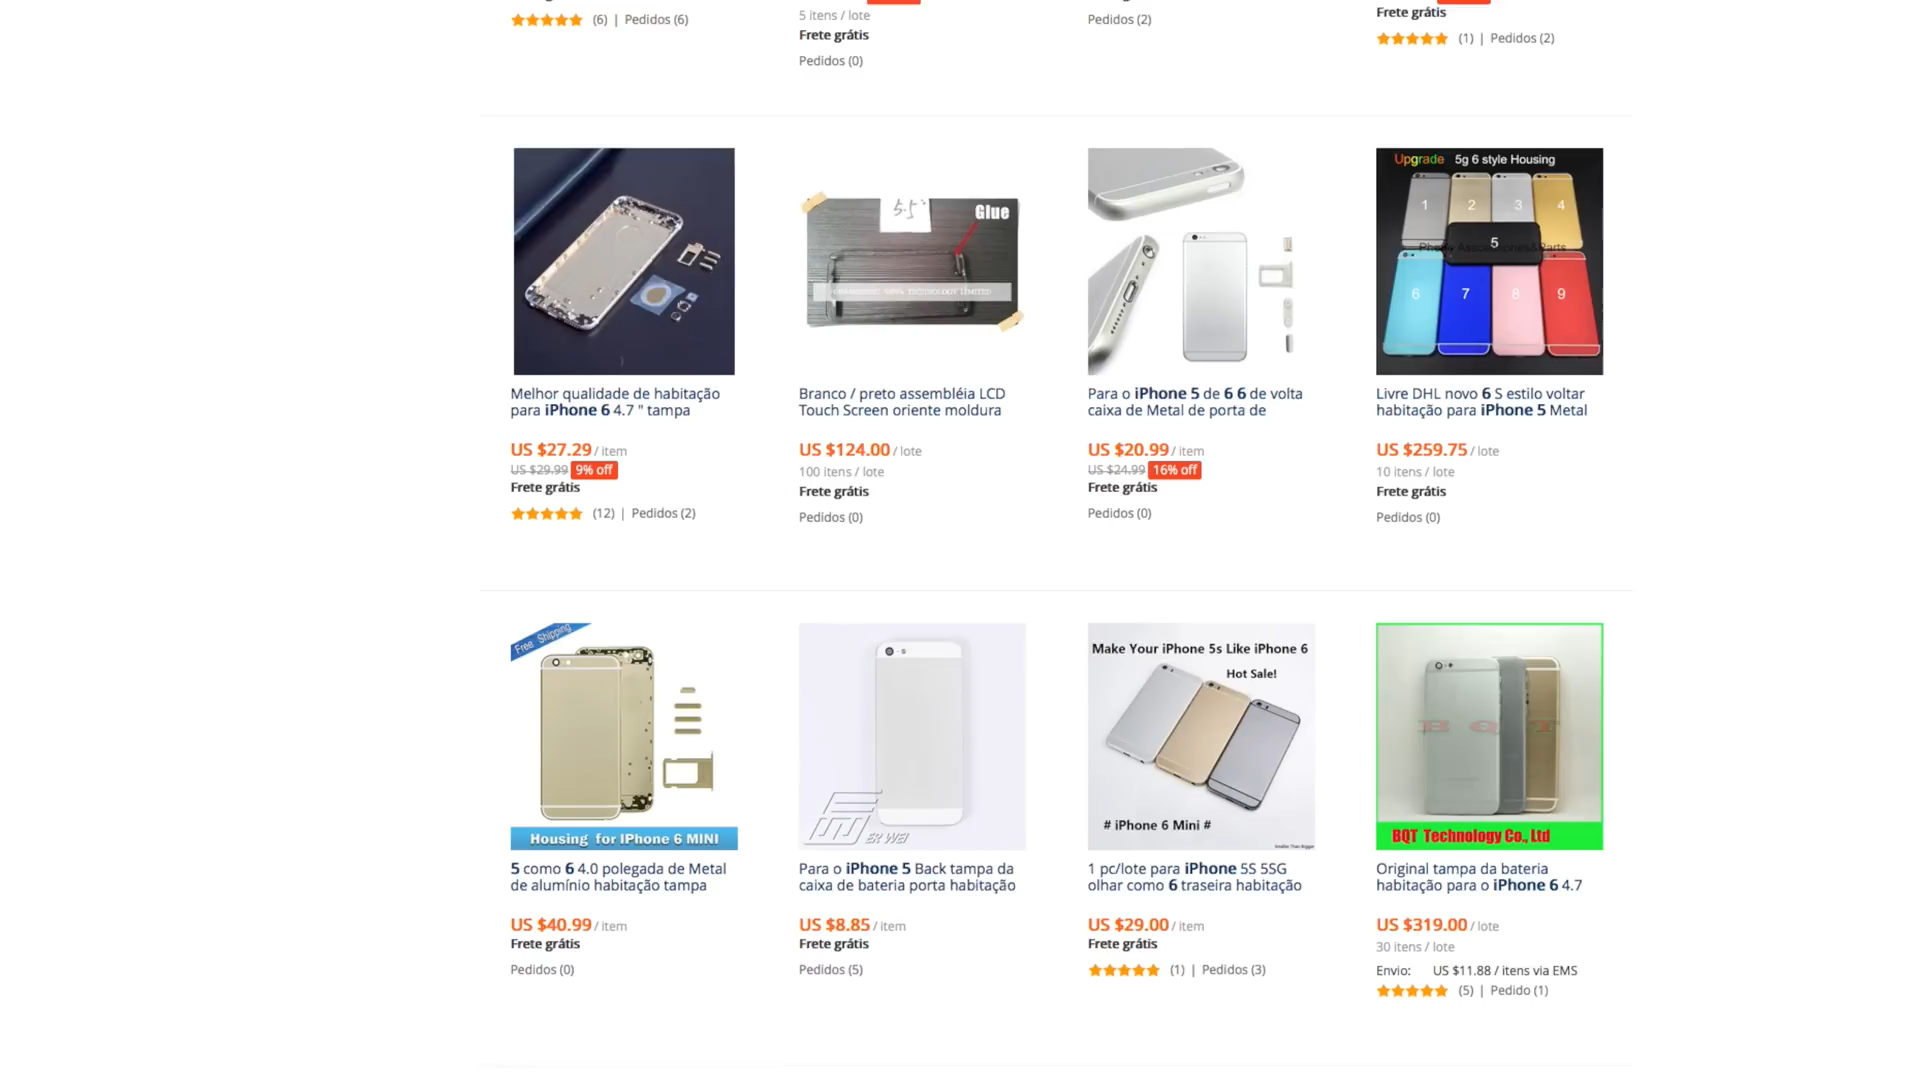 (6) | Pedidos (6)
5 itens / lote
Frete grátis
Pedidos (0)
Pedidos (2)
Frete grátis
(1) | Pedidos (2)
Glue
5.5"
Upgrade 5g 6 style Housing
1
2
3
4
5
6
7
8
9
Melhor qualidade de habitação
para iPhone 6 4.7 " tampa
US $27.29 / item
US $29.99 9% off
Frete grátis
(12) | Pedidos (2)
Branco / preto assembléia LCD
Touch Screen oriente moldura
US $124.00 / lote
100 itens / lote
Frete grátis
Pedidos (0)
Para o iPhone 5 de 6 6 de volta
caixa de Metal de porta de
US $20.99 / item
US $24.99 16% off
Frete grátis
Pedidos (0)
Livre DHL novo 6 S estilo voltar
habitação para iPhone 5 Metal
US $259.75 / lote
10 itens / lote
Frete grátis
Pedidos (0)
Free Shipping
Housing for IPhone 6 MINI
ER WEI
Make Your iPhone 5s Like iPhone 6
Hot Sale!
# iPhone 6 Mini #
Smaller Than Bigger
BQT
BQT Technology Co., Ltd
5 como 6 4.0 polegada de Metal
de alumínio habitação tampa
US $40.99 / item
Frete grátis
Pedidos (0)
Para o iPhone 5 Back tampa da
caixa de bateria porta habitação
US $8.85 / item
Frete grátis
Pedidos (5)
1 pc/lote para iPhone 5S 5SG
olhar como 6 traseira habitação
US $29.00 / item
Frete grátis
(1) | Pedidos (3)
Original tampa da bateria
habitação para o iPhone 6 4.7
US $319.00 / lote
30 itens / lote
Envio: US $11.88 / itens via EMS
(5) | Pedido (1)